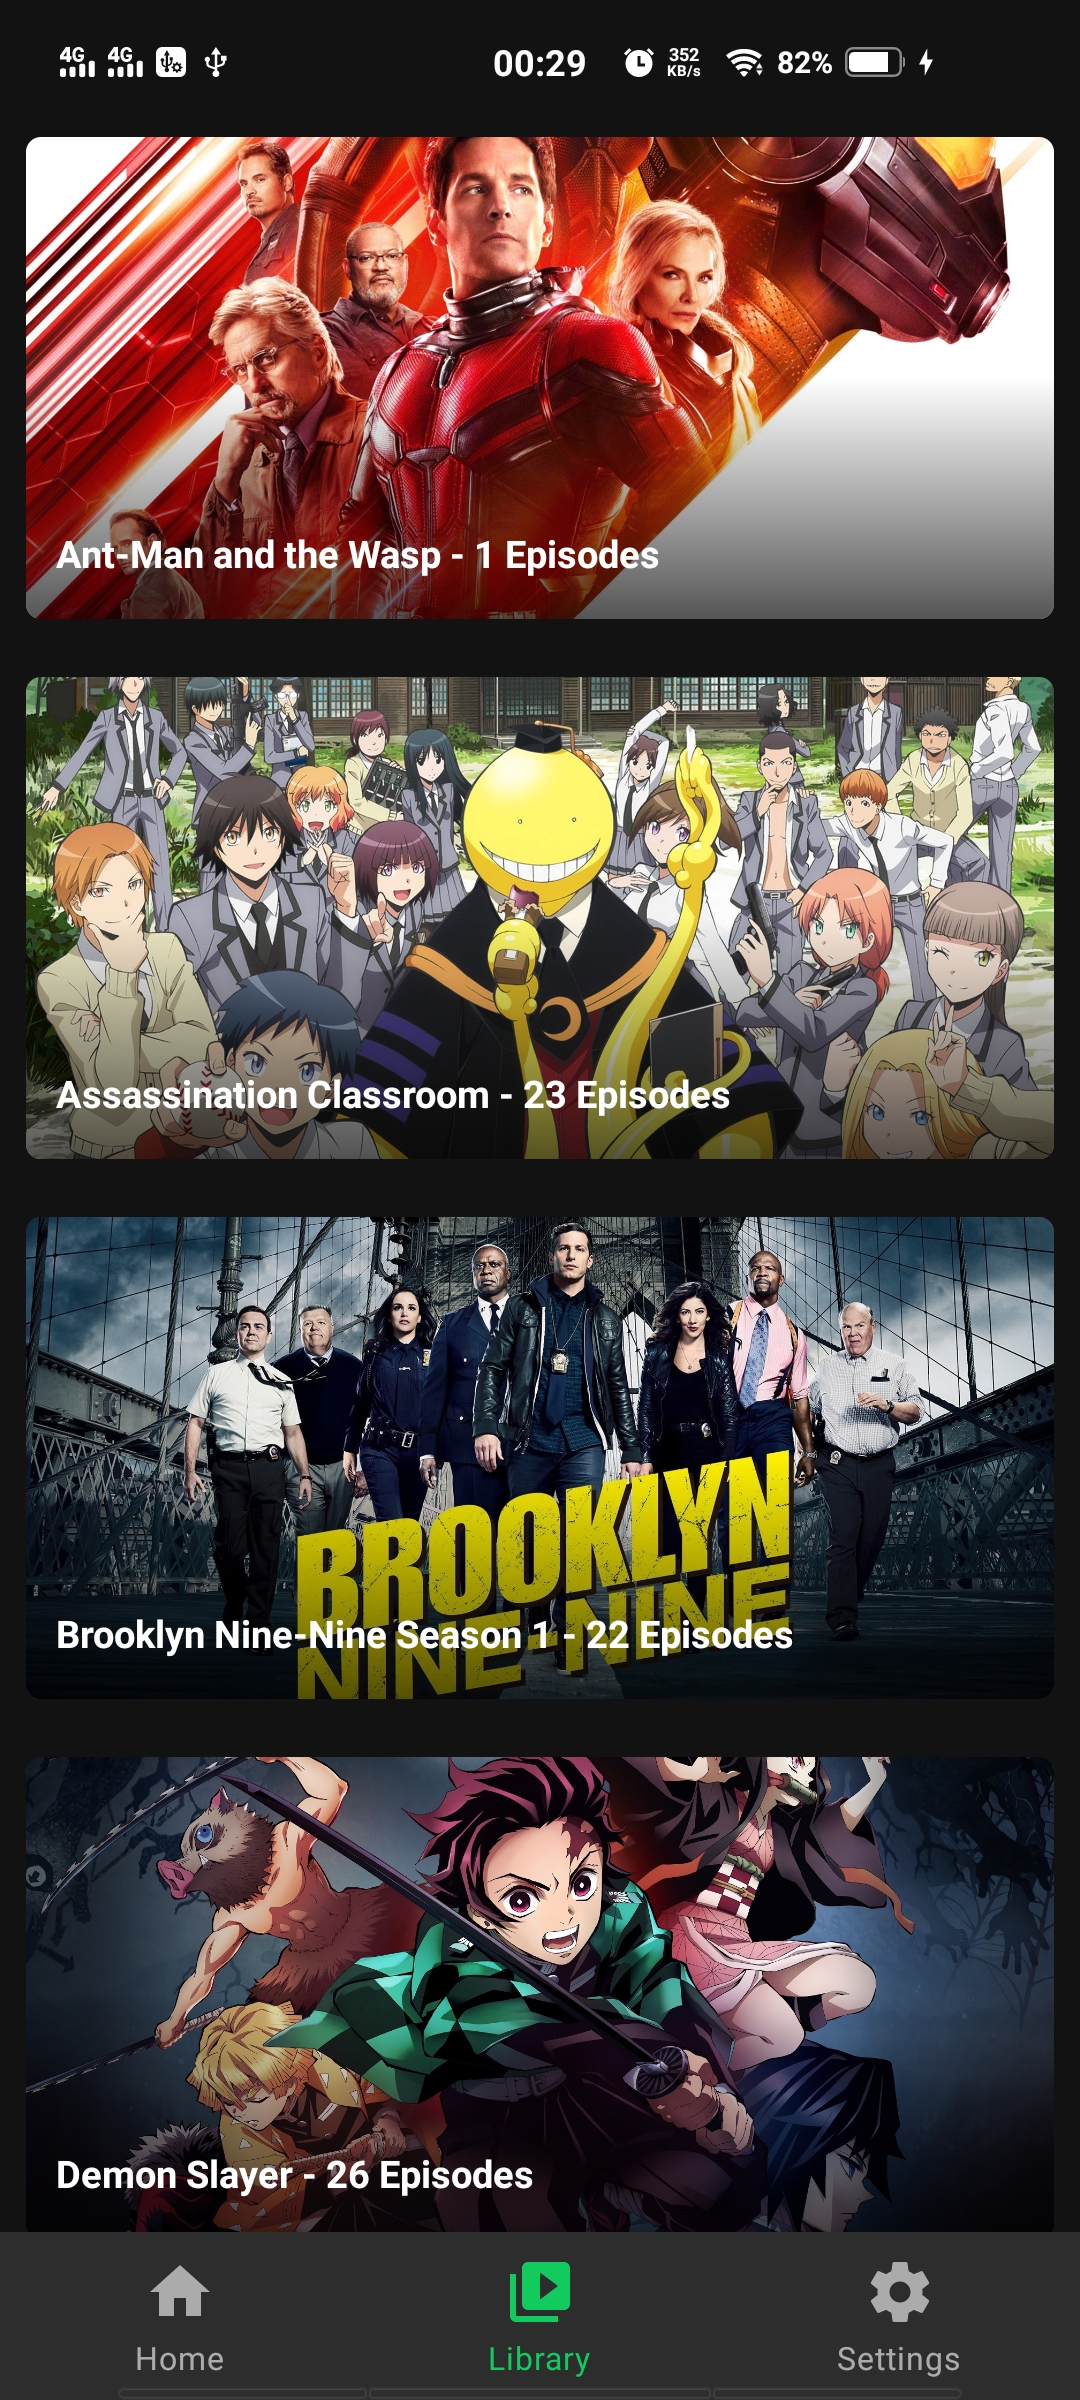 4G 4G 00:29 352 KB/s 82%
Ant-Man and the Wasp - 1 Episodes
Assassination Classroom - 23 Episodes
BROOKLYN
NINE-NINE
Brooklyn Nine-Nine Season 1 - 22 Episodes
Demon Slayer - 26 Episodes
Home Library Settings